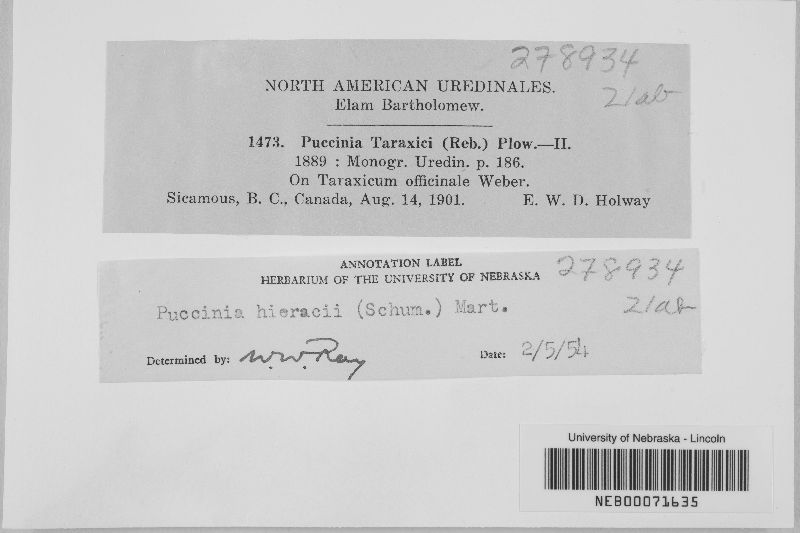 278934
21ab
NORTH AMERICAN UREDINALES.
Elam Bartholomew.
1473. Puccinia Taraxici (Reb.) Plow.—II.
1889 : Monogr. Uredin. p. 186.
On Taraxicum officinale Weber.
Sicamous, B. C., Canada, Aug. 14, 1901. E. W. D. Holway
ANNOTATION LABEL
HERBARIUM OF THE UNIVERSITY OF NEBRASKA
278934
21ab
Puccinia hieracii (Schum.) Mart.
Determined by: W.W. Ray Date: 2/5/54
University of Nebraska - Lincoln
NEB00071635